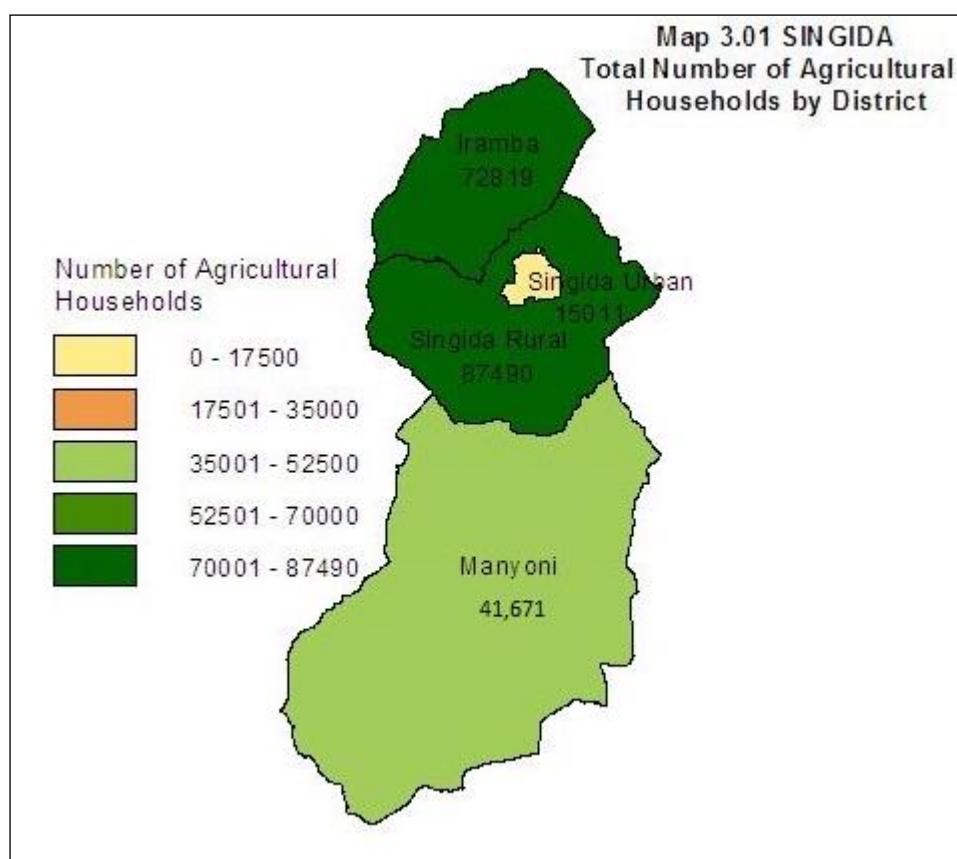 Map 3.01 SINGIDA
Total Number of Agricultural
Households by District
Iramba
72819
Singida Urban
15011
Singida Rural
87490
Number of Agricultural
Households
0 - 17500
17501 - 35000
35001 - 52500
52501 - 70000
70001 - 87490
Manyoni
41,671